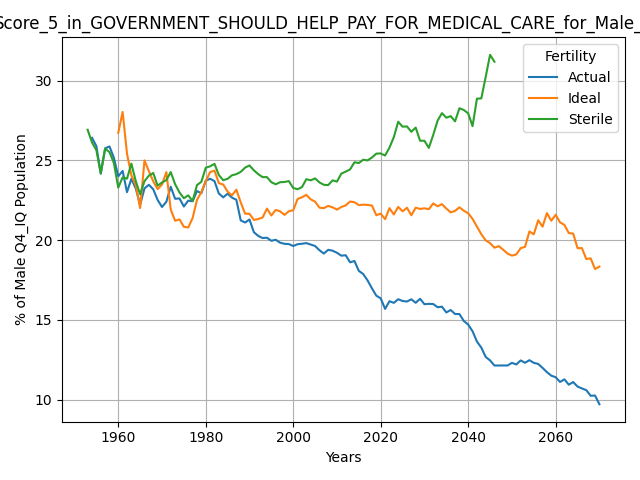 Score_5_in_GOVERNMENT_SHOULD_HELP_PAY_FOR_MEDICAL_CARE_for_Male_
Fertility
Actual
Ideal
Sterile
% of Male Q4_IQ Population
30
25
20
15
10
1960 1980 2000 2020 2040 2060
Years